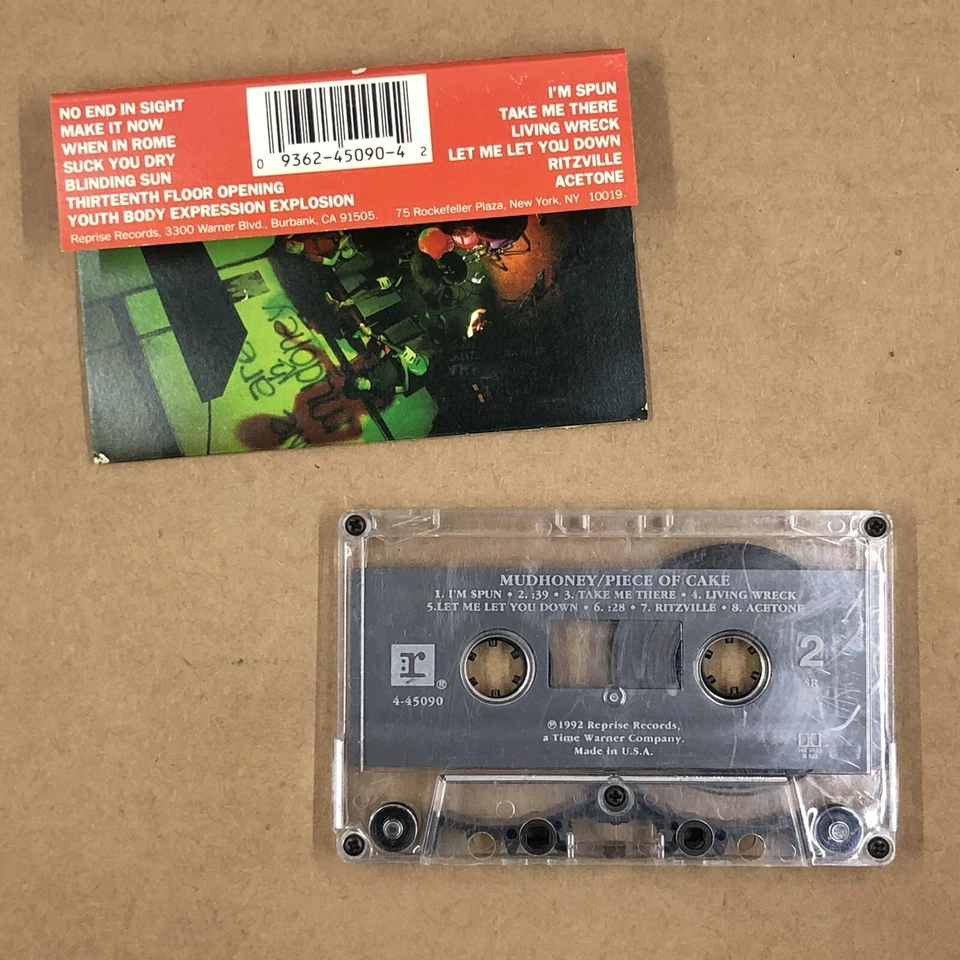 NO END IN SIGHT
MAKE IT NOW
WHEN IN ROME
SUCK YOU DRY
BLINDING SUN
THIRTEENTH FLOOR OPENING
YOUTH BODY EXPRESSION EXPLOSION
0 9362-45090-4 2
I'M SPUN
TAKE ME THERE
LIVING WRECK
LET ME LET YOU DOWN
RITZVILLE
ACETONE
Reprise Records, 3300 Warner Blvd., Burbank, CA 91505. 75 Rockefeller Plaza, New York, NY 10019.
MUDHONEY/PIECE OF CAKE
1. I'M SPUN • 2. :39 • 3. TAKE ME THERE • 4. LIVING WRECK
5.LET ME LET YOU DOWN • 6. :28 • 7. RITZVILLE • 8. ACETONE
:r
®
4-45090
2
SR
℗1992 Reprise Records,
a Time Warner Company.
Made in U.S.A.